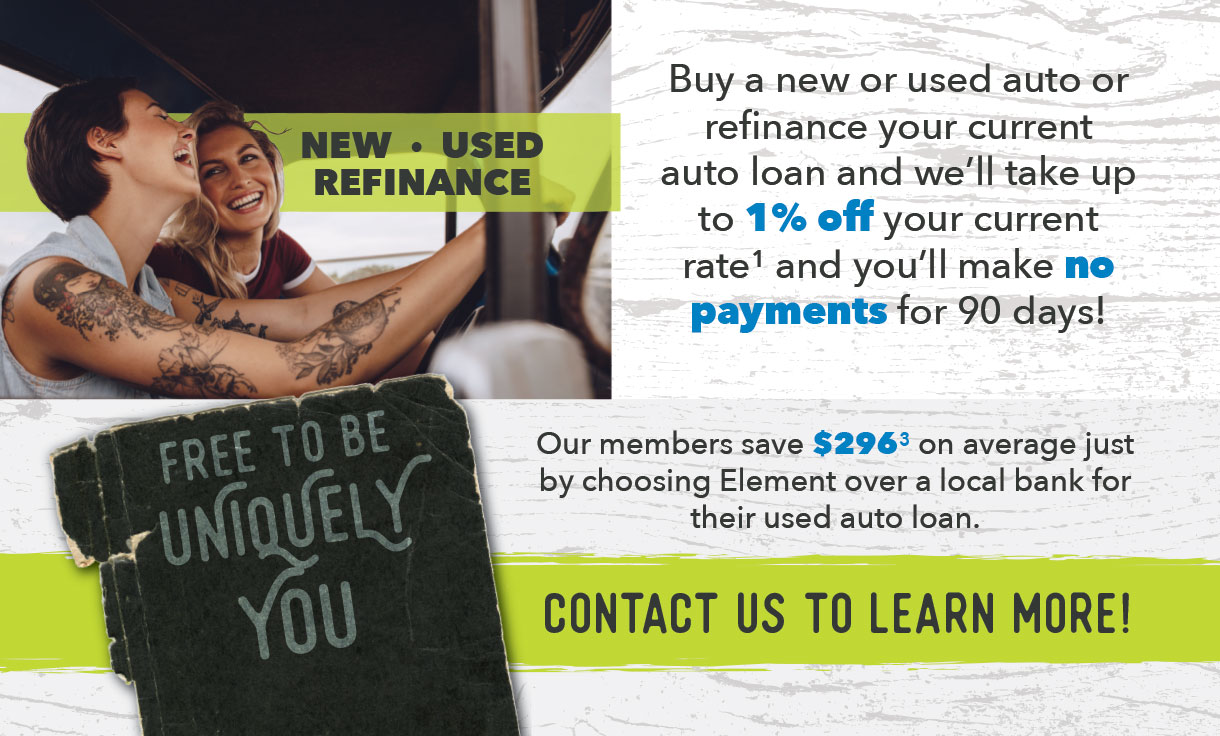 NEW • USED
REFINANCE
Buy a new or used auto or
refinance your current
auto loan and we’ll take up
to 1% off your current
rate¹ and you’ll make no
payments for 90 days!
FREE TO BE
UNIQUELY
YOU
Our members save $296³ on average just
by choosing Element over a local bank for
their used auto loan.
CONTACT US TO LEARN MORE!